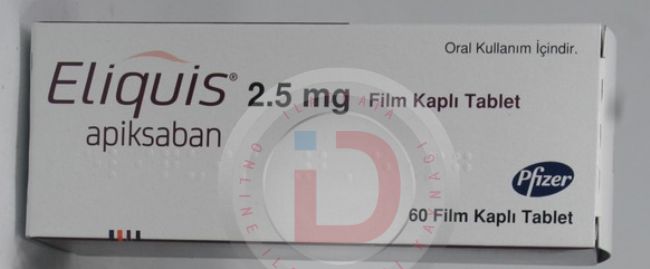 Oral Kullanım İçindir.
Eliquis® 2.5 mg Film Kaplı Tablet
apiksaban
Pfizer
60 Film Kaplı Tablet